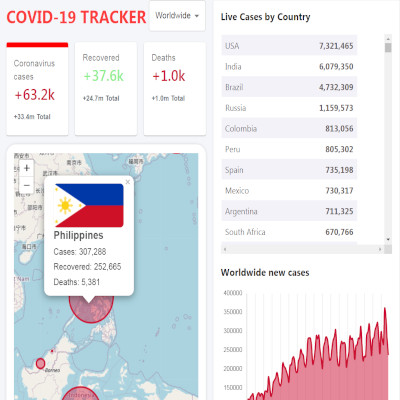 COVID-19 TRACKER
Worldwide
Coronavirus
cases
+63.2k
+33.4m Total
Recovered
+37.6k
+24.7m Total
Deaths
+1.0k
+1.0m Total
+
−
×
Philippines
Cases: 307,288
Recovered: 252,665
Deaths: 5,381
Borneo
Indonesia
Live Cases by Country
USA 7,321,465
India 6,079,350
Brazil 4,732,309
Russia 1,159,573
Colombia 813,056
Peru 805,302
Spain 735,198
Mexico 730,317
Argentina 711,325
South Africa 670,766
Worldwide new cases
400000
350000
300000
250000
200000
150000
100000